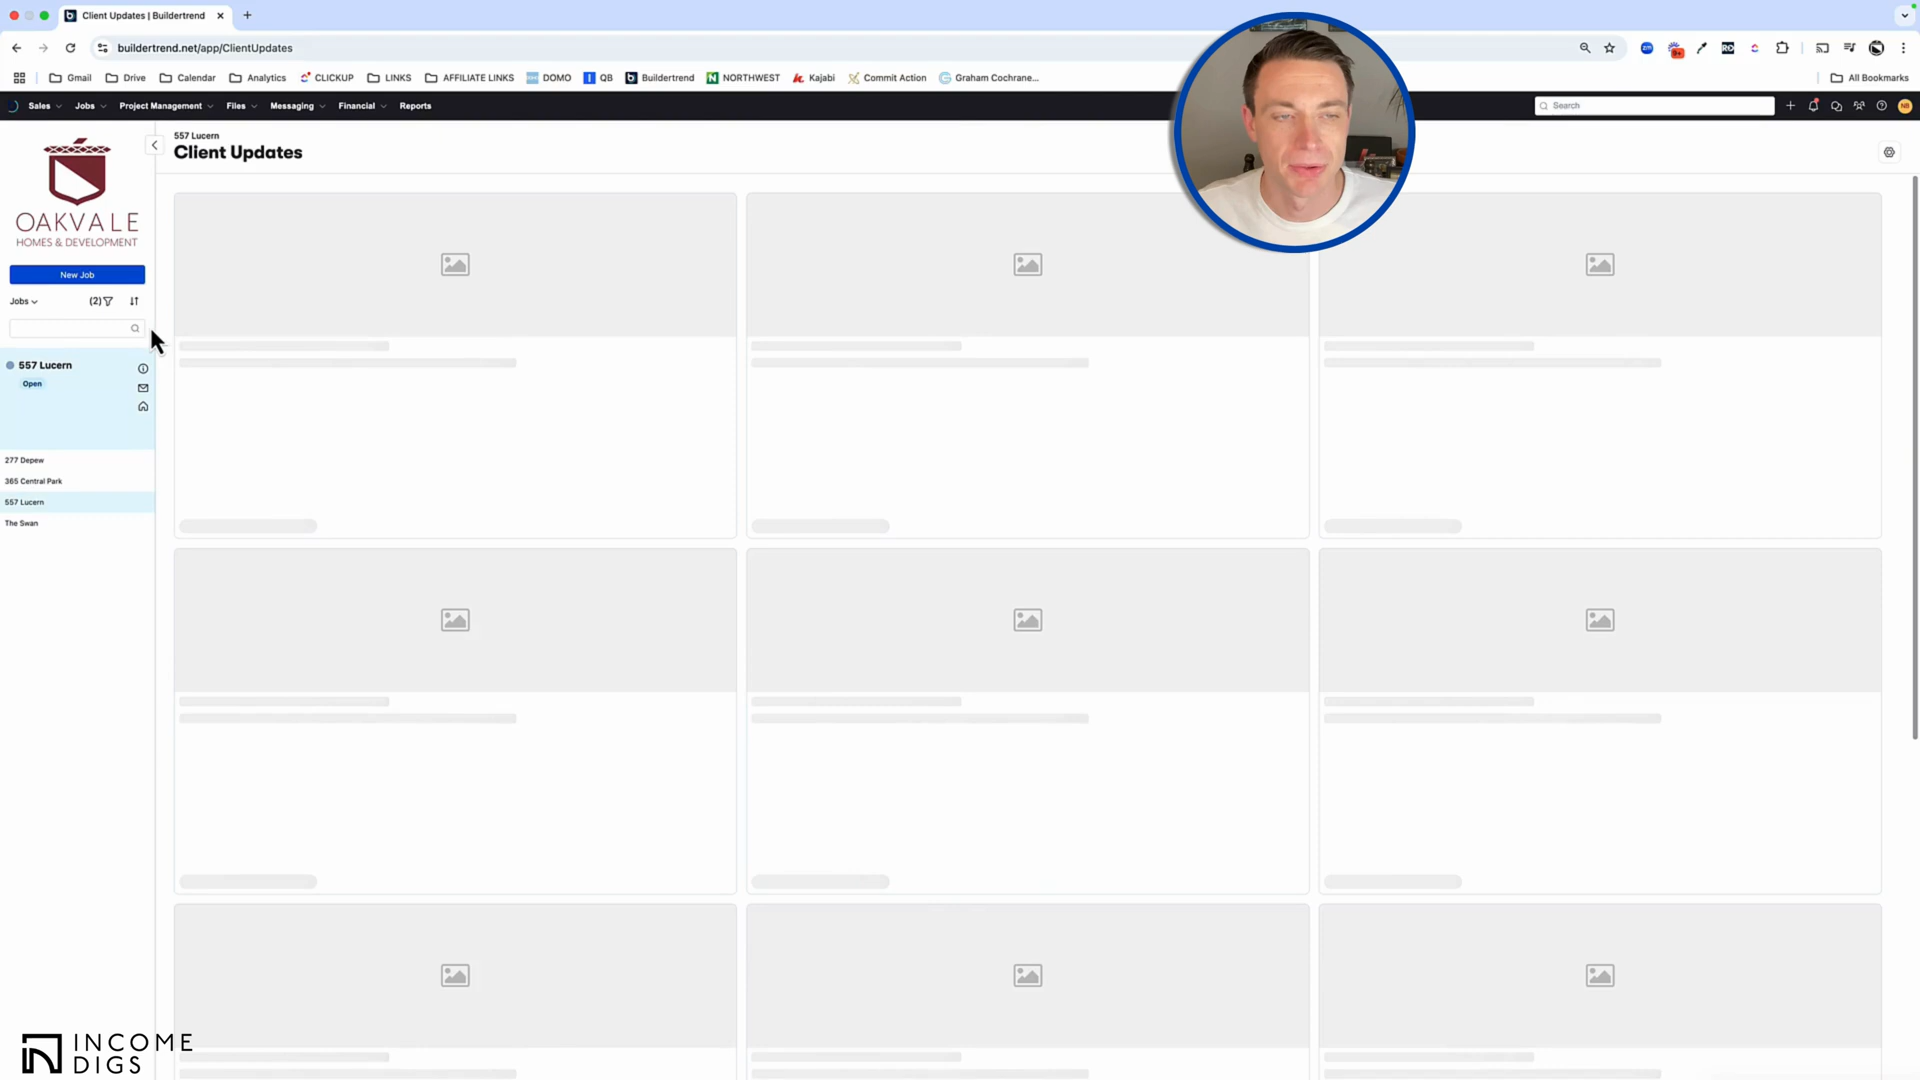 Client Updates | Buildertrend
buildertrend.net/app/ClientUpdates
Gmail Drive Calendar Analytics CLICKUP LINKS AFFILIATE LINKS DOMO QB Buildertrend NORTHWEST Kajabi Commit Action Graham Cochrane... All Bookmarks
Sales Jobs Project Management Files Messaging Financial Reports Search
557 Lucern
Client Updates
OAKVALE
HOMES & DEVELOPMENT
New Job
Jobs (2)
557 Lucern
Open
277 Depew
365 Central Park
557 Lucern
The Swan
INCOME
DIGS